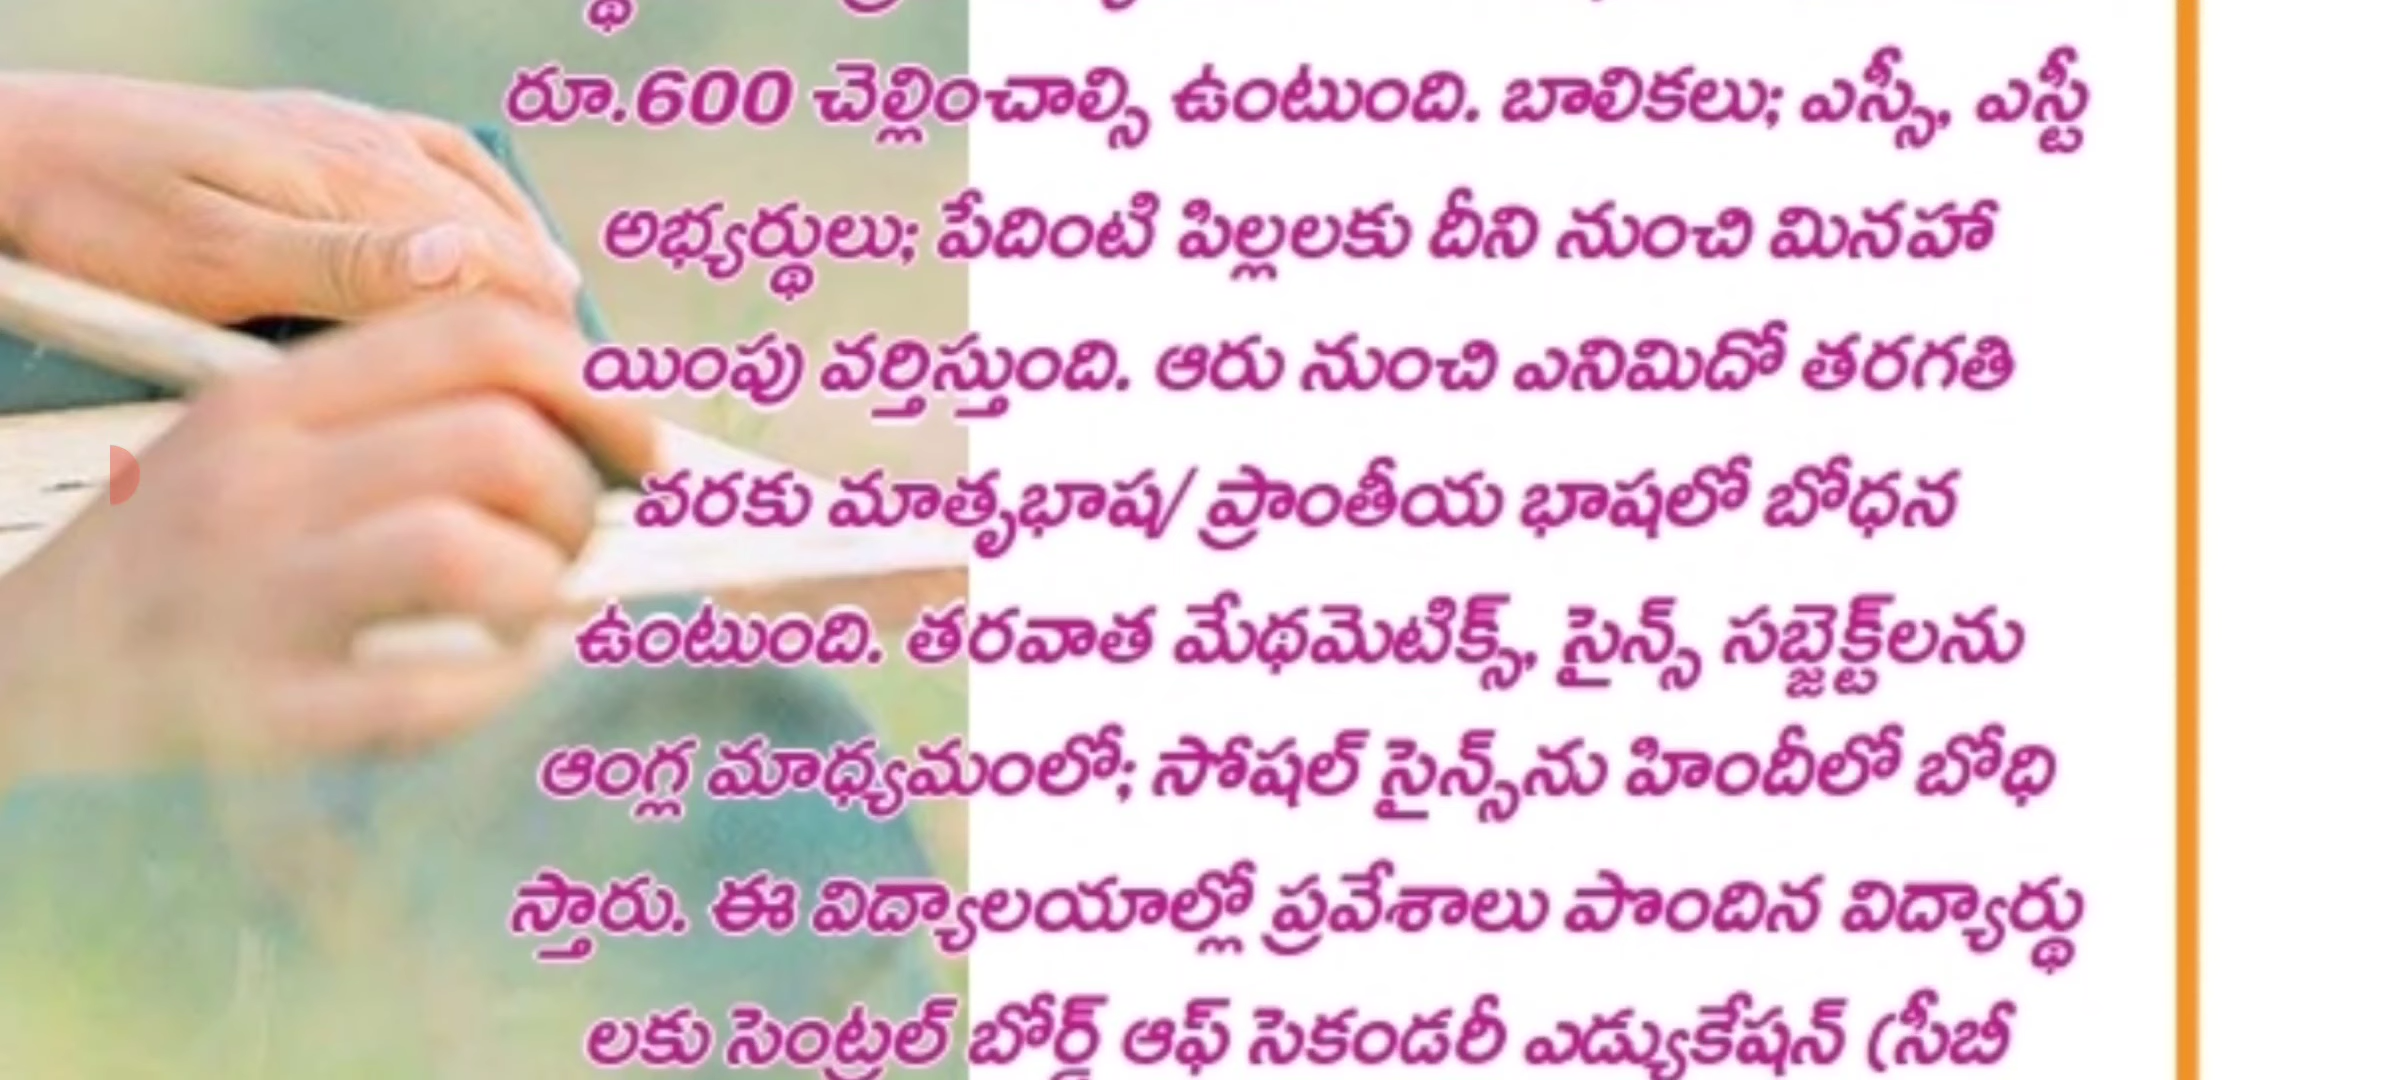 రూ.600 చెల్లించాల్సి ఉంటుంది. బాలికలు; ఎస్సీ, ఎస్టీ
అభ్యర్థులు; పేదింటి పిల్లలకు దీని నుంచి మినహా
యింపు వర్తిస్తుంది. ఆరు నుంచి ఎనిమిదో తరగతి
వరకు మాతృభాష/ ప్రాంతీయ భాషలో బోధన
ఉంటుంది. తరవాత మేథమెటిక్స్, సైన్స్ సబ్జెక్ట్‌లను
ఆంగ్ల మాధ్యమంలో; సోషల్ సైన్స్‌ను హిందీలో బోధి
స్తారు. ఈ విద్యాలయాల్లో ప్రవేశాలు పొందిన విద్యార్థు
లకు సెంట్రల్ బోర్డ్ ఆఫ్ సెకండరీ ఎడ్యుకేషన్ (సీబీ